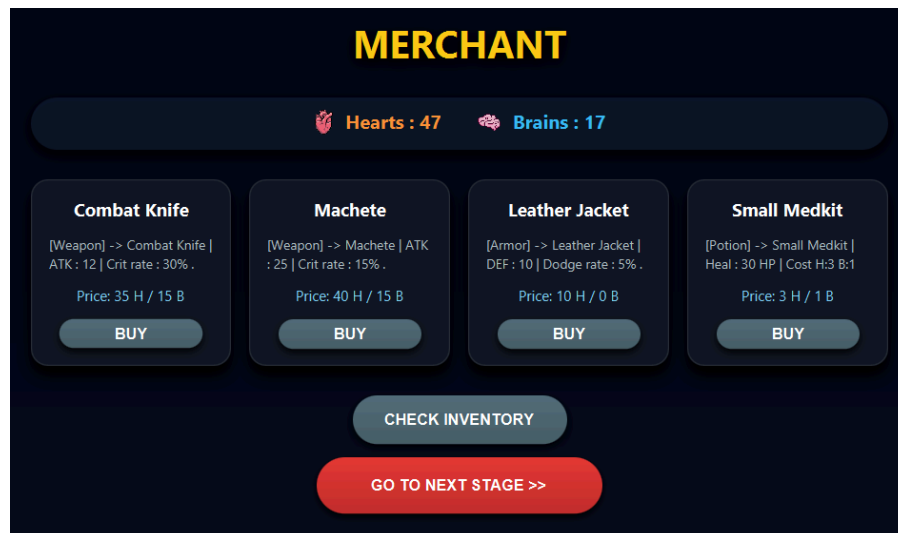 MERCHANT
Hearts : 47 Brains : 17
Combat Knife
[Weapon] -> Combat Knife |
ATK : 12 | Crit rate : 30% .
Price: 35 H / 15 B
BUY
Machete
[Weapon] -> Machete | ATK
: 25 | Crit rate : 15% .
Price: 40 H / 15 B
BUY
Leather Jacket
[Armor] -> Leather Jacket |
DEF : 10 | Dodge rate : 5% .
Price: 10 H / 0 B
BUY
Small Medkit
[Potion] -> Small Medkit |
Heal : 30 HP | Cost H:3 B:1
Price: 3 H / 1 B
BUY
CHECK INVENTORY
GO TO NEXT STAGE >>